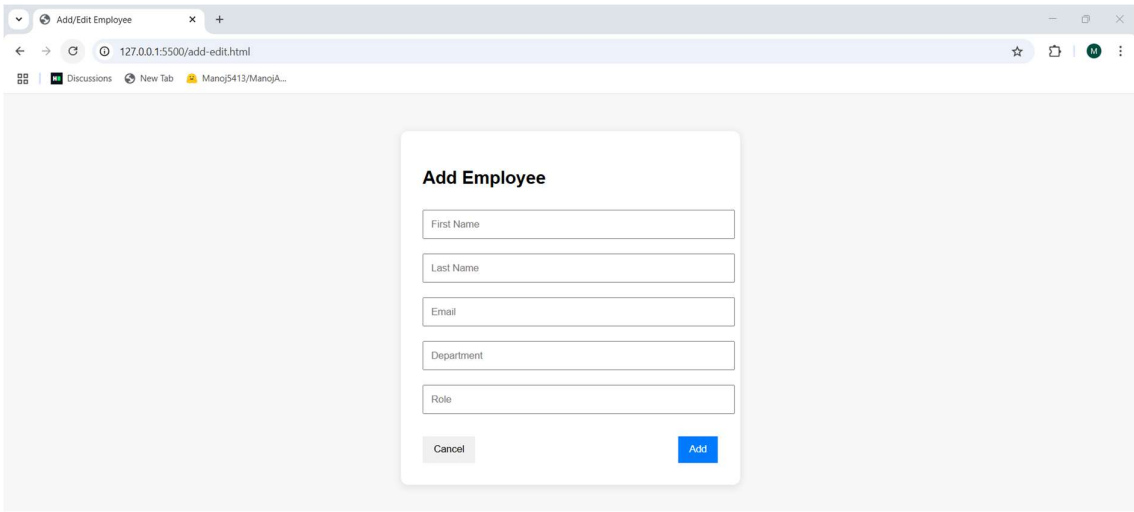 Add/Edit Employee
127.0.0.1:5500/add-edit.html
M
Discussions New Tab Manoj5413/ManojA...
Add Employee
First Name
Last Name
Email
Department
Role
Cancel Add